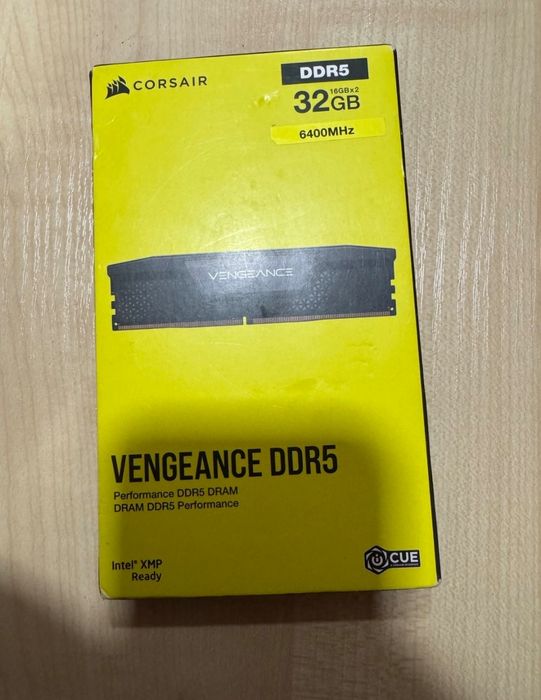 CORSAIR
DDR5
16GBx2
32GB
6400MHz
VENGEANCE
VENGEANCE DDR5
Performance DDR5 DRAM
DRAM DDR5 Performance
Intel® XMP
Ready
CUE